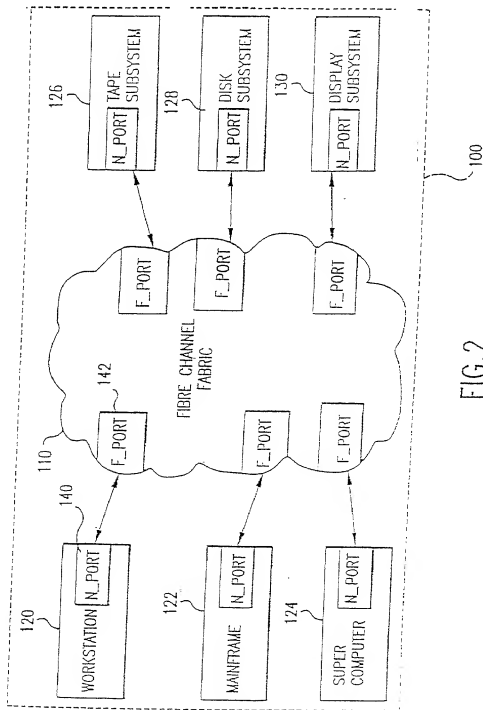 120
WORKSTATION
N_PORT
140
122
MAINFRAME
N_PORT
124
SUPER
COMPUTER
N_PORT
110
142
F_PORT
F_PORT
F_PORT
FIBRE CHANNEL
FABRIC
F_PORT
F_PORT
F_PORT
126
TAPE
SUBSYSTEM
N_PORT
128
DISK
SUBSYSTEM
N_PORT
130
DISPLAY
SUBSYSTEM
N_PORT
100
FIG. 2